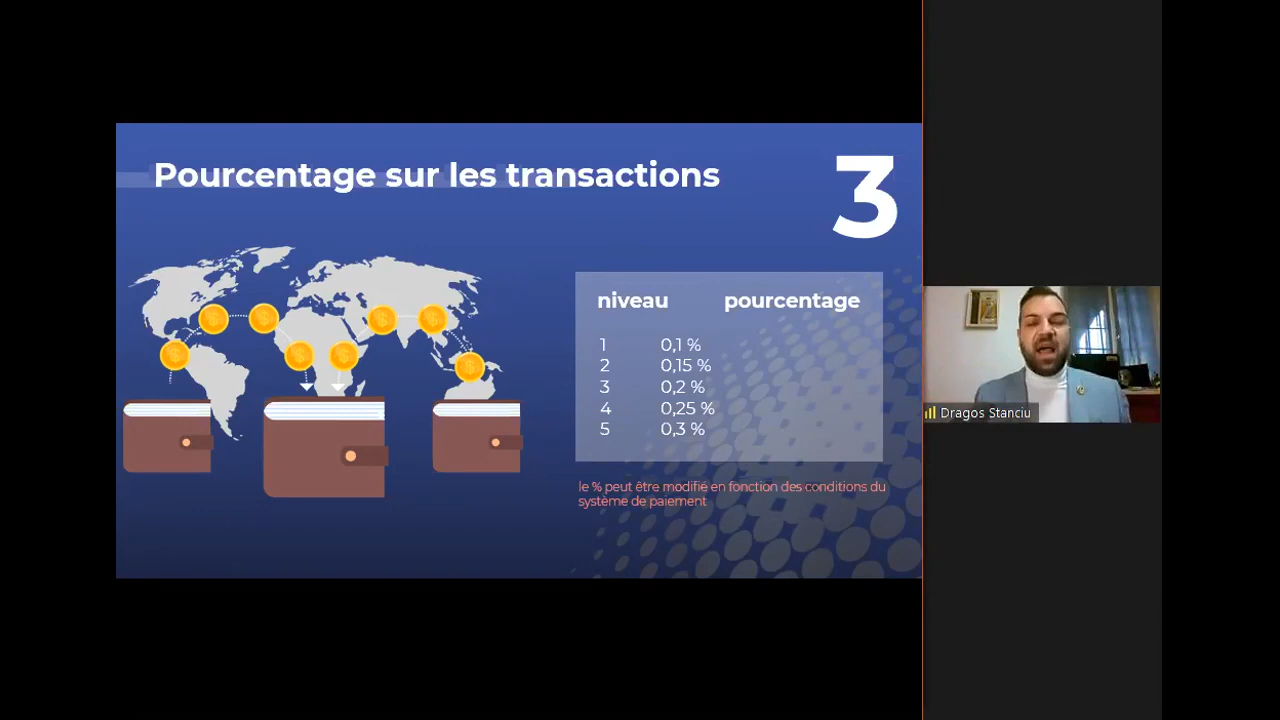 Pourcentage sur les transactions
3
niveau pourcentage
1 0,1 %
2 0,15 %
3 0,2 %
4 0,25 %
5 0,3 %
le % peut être modifié en fonction des conditions du
système de paiement
Dragos Stanciu